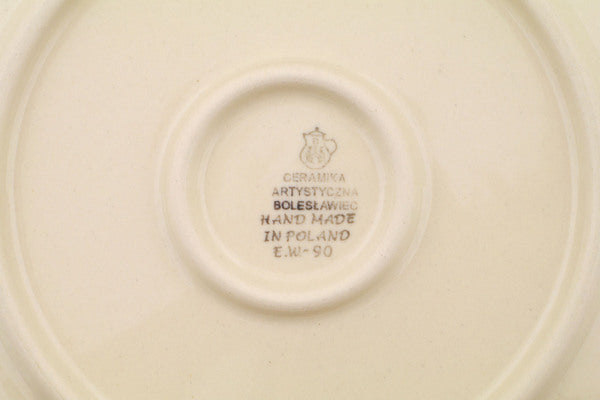 CERAMIKA
ARTYSTYCZNA
BOLESŁAWIEC
HAND MADE
IN POLAND
E.W-90